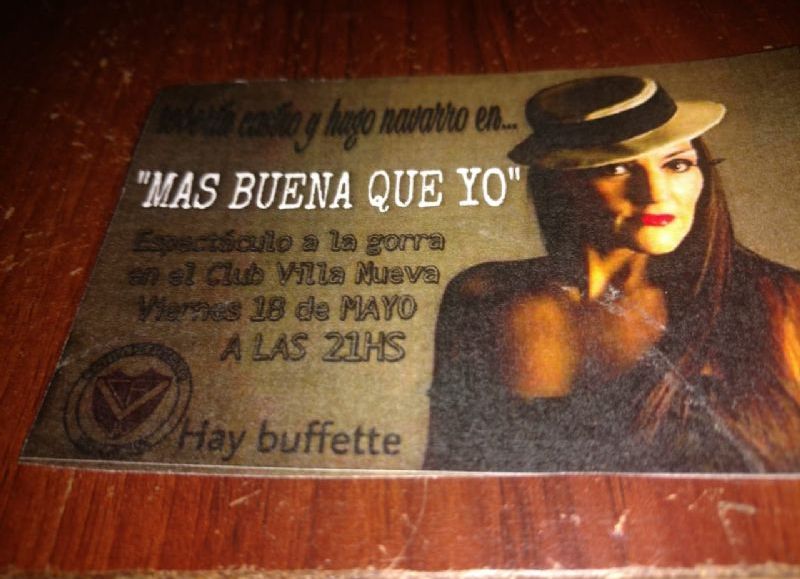 roberta castro y hugo navarro en...
"MAS BUENA QUE YO"
Espectáculo a la gorra
en el Club Villa Nueva
Viernes 18 de MAYO
A LAS 21HS
Hay buffette